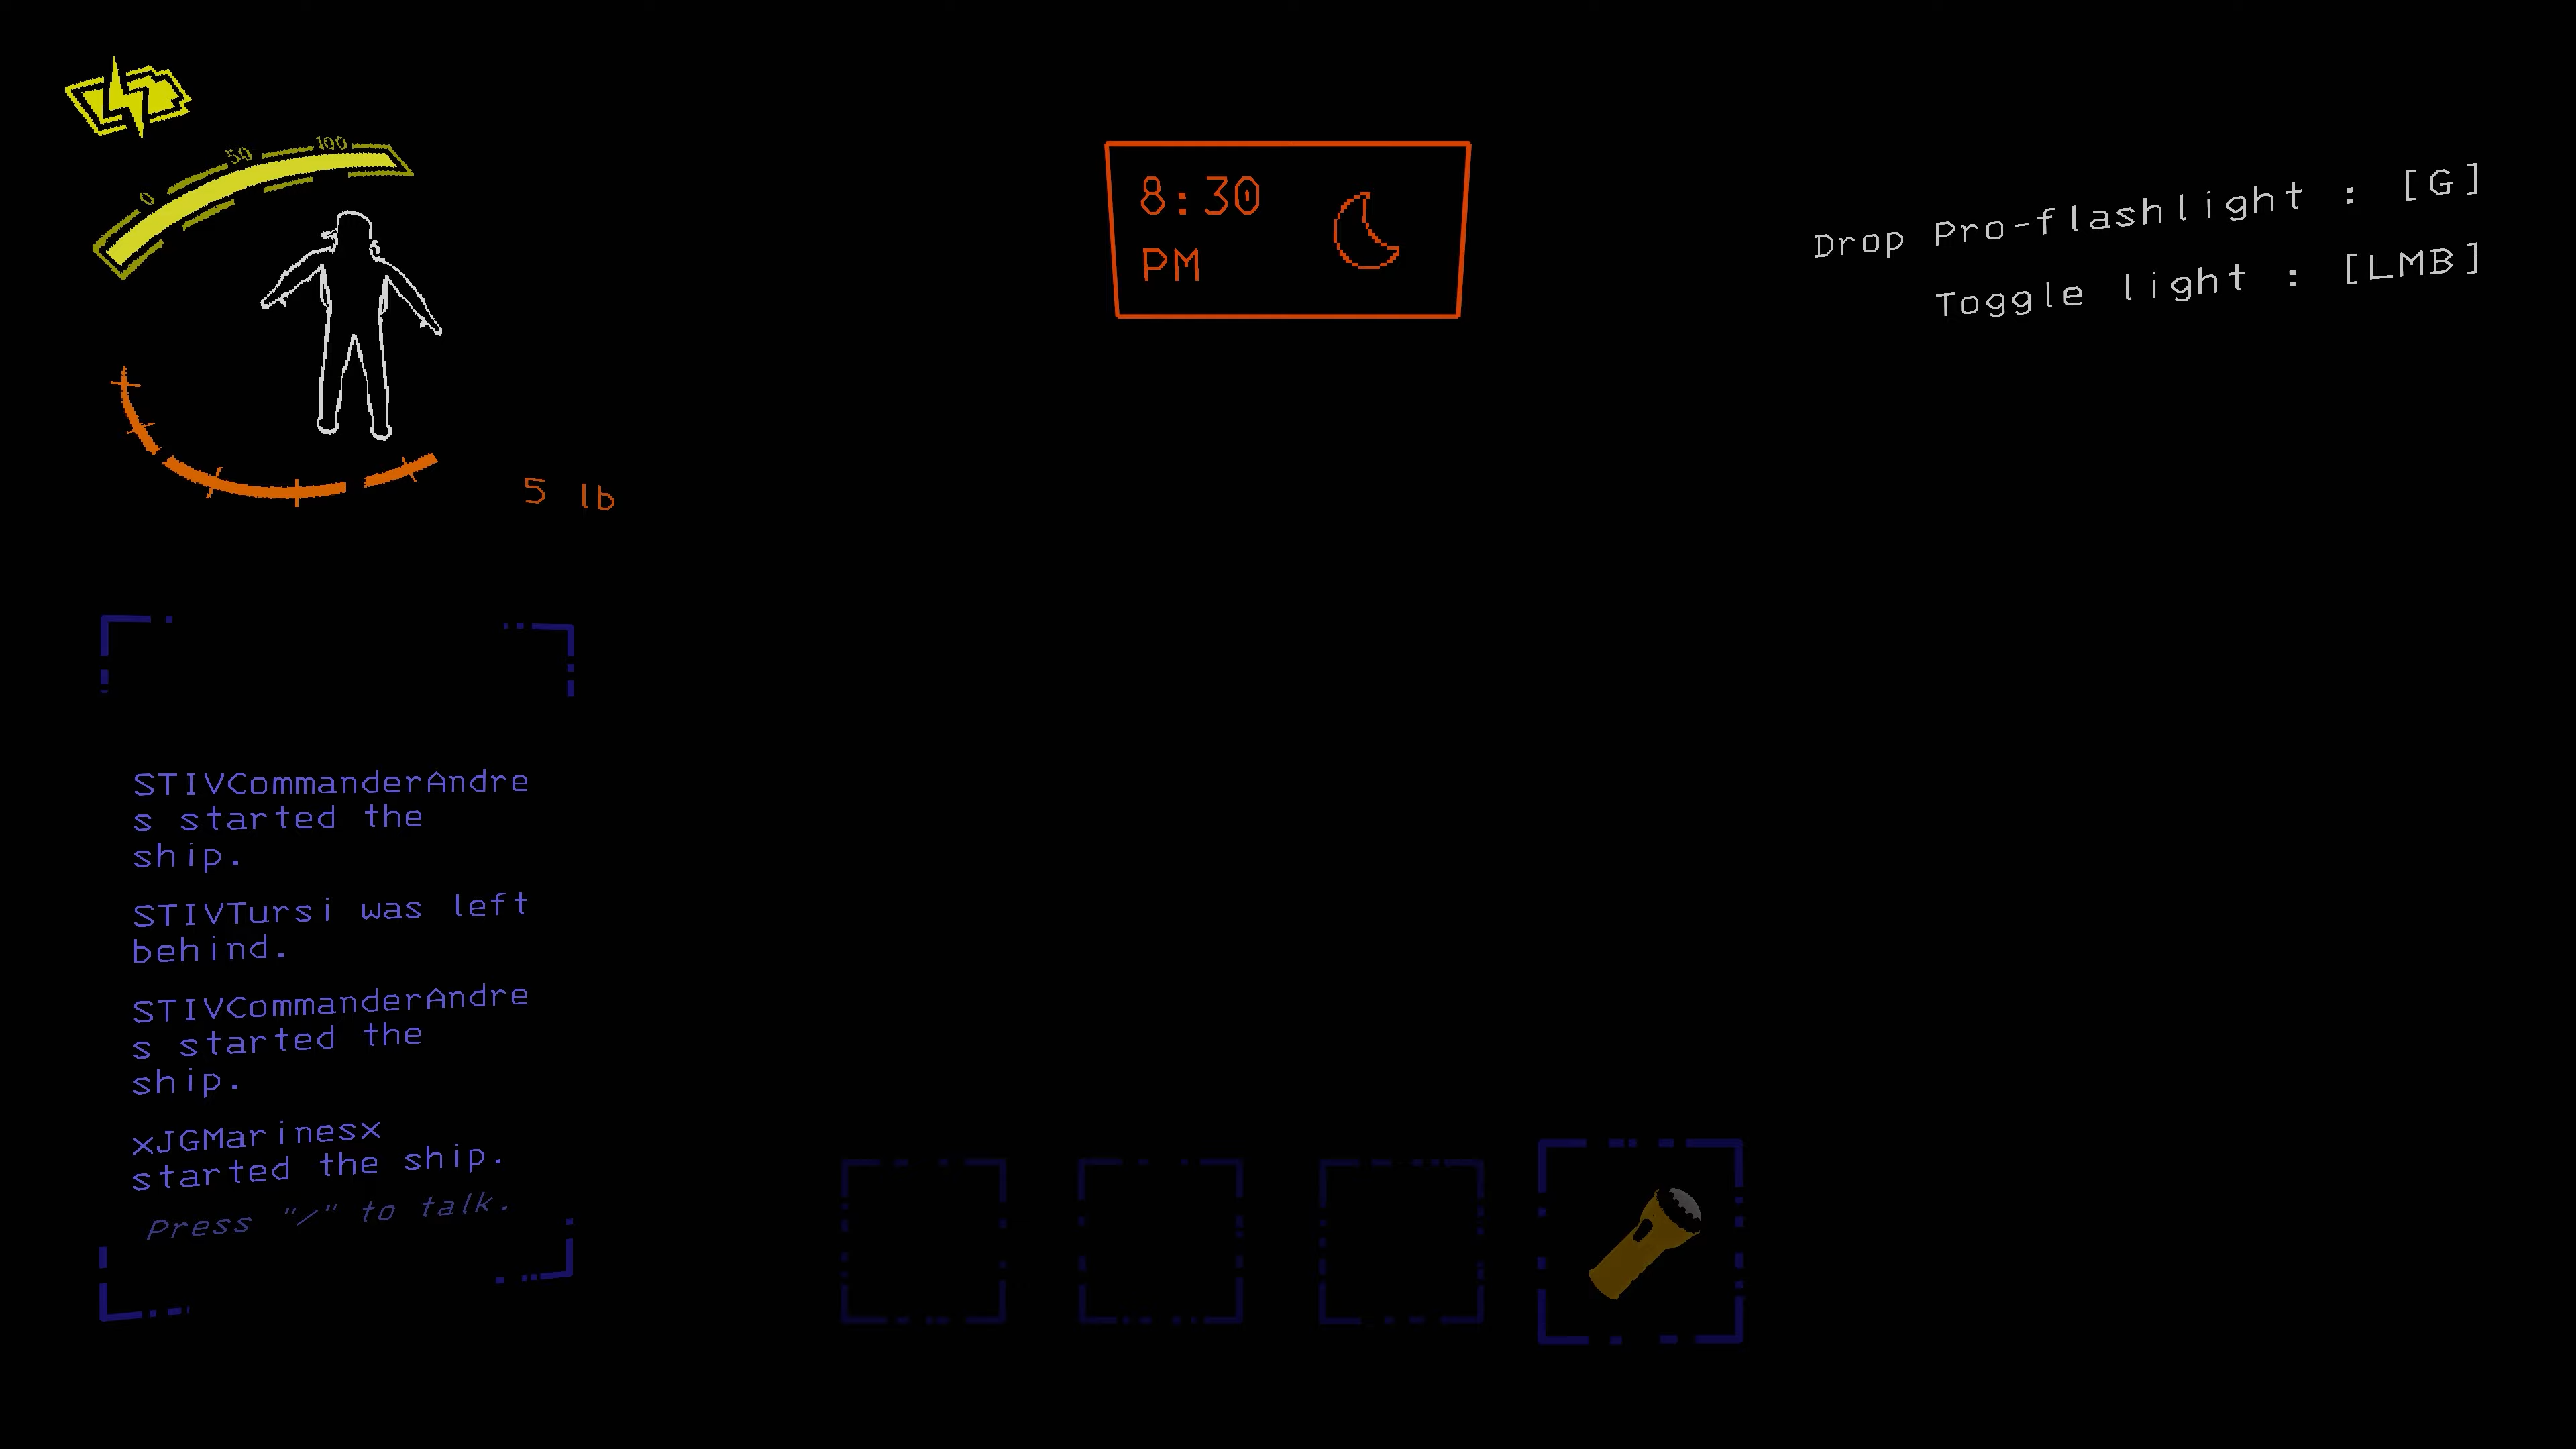 0 50 100
8:30
PM
Drop Pro-flashlight : [G]
Toggle light : [LMB]
5 lb
STIVCommanderAndre
s started the
ship.
STIVTursi was left
behind.
STIVCommanderAndre
s started the
ship.
xJGMarinesx
started the ship.
Press "/" to talk.